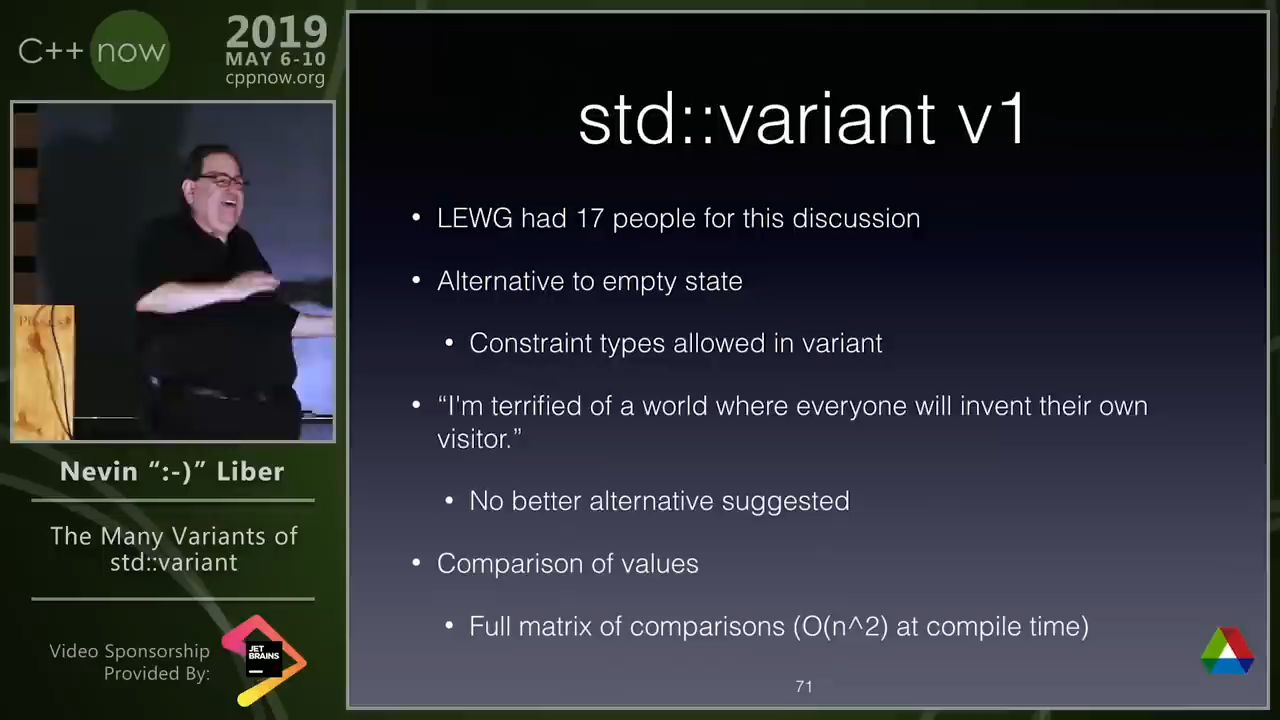 C++ now
2019
MAY 6-10
cppnow.org
Nevin “:-)” Liber
The Many Variants of
std::variant
Video Sponsorship
Provided By:
JET
BRAINS
std::variant v1
• LEWG had 17 people for this discussion
• Alternative to empty state
• Constraint types allowed in variant
• “I'm terrified of a world where everyone will invent their own
visitor.”
• No better alternative suggested
• Comparison of values
• Full matrix of comparisons (O(n^2) at compile time)
71